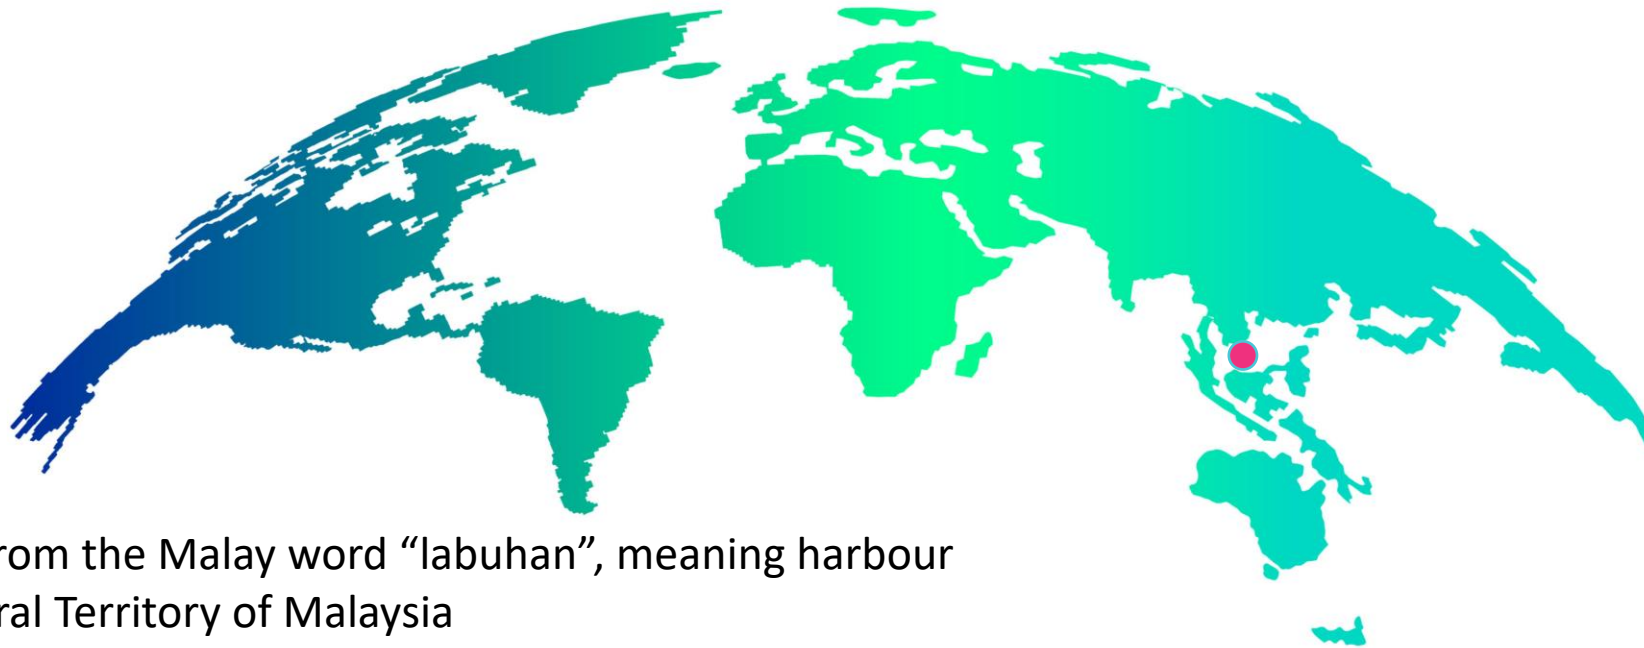 rom the Malay word “labuhan”, meaning harbour
ral Territory of Malaysia